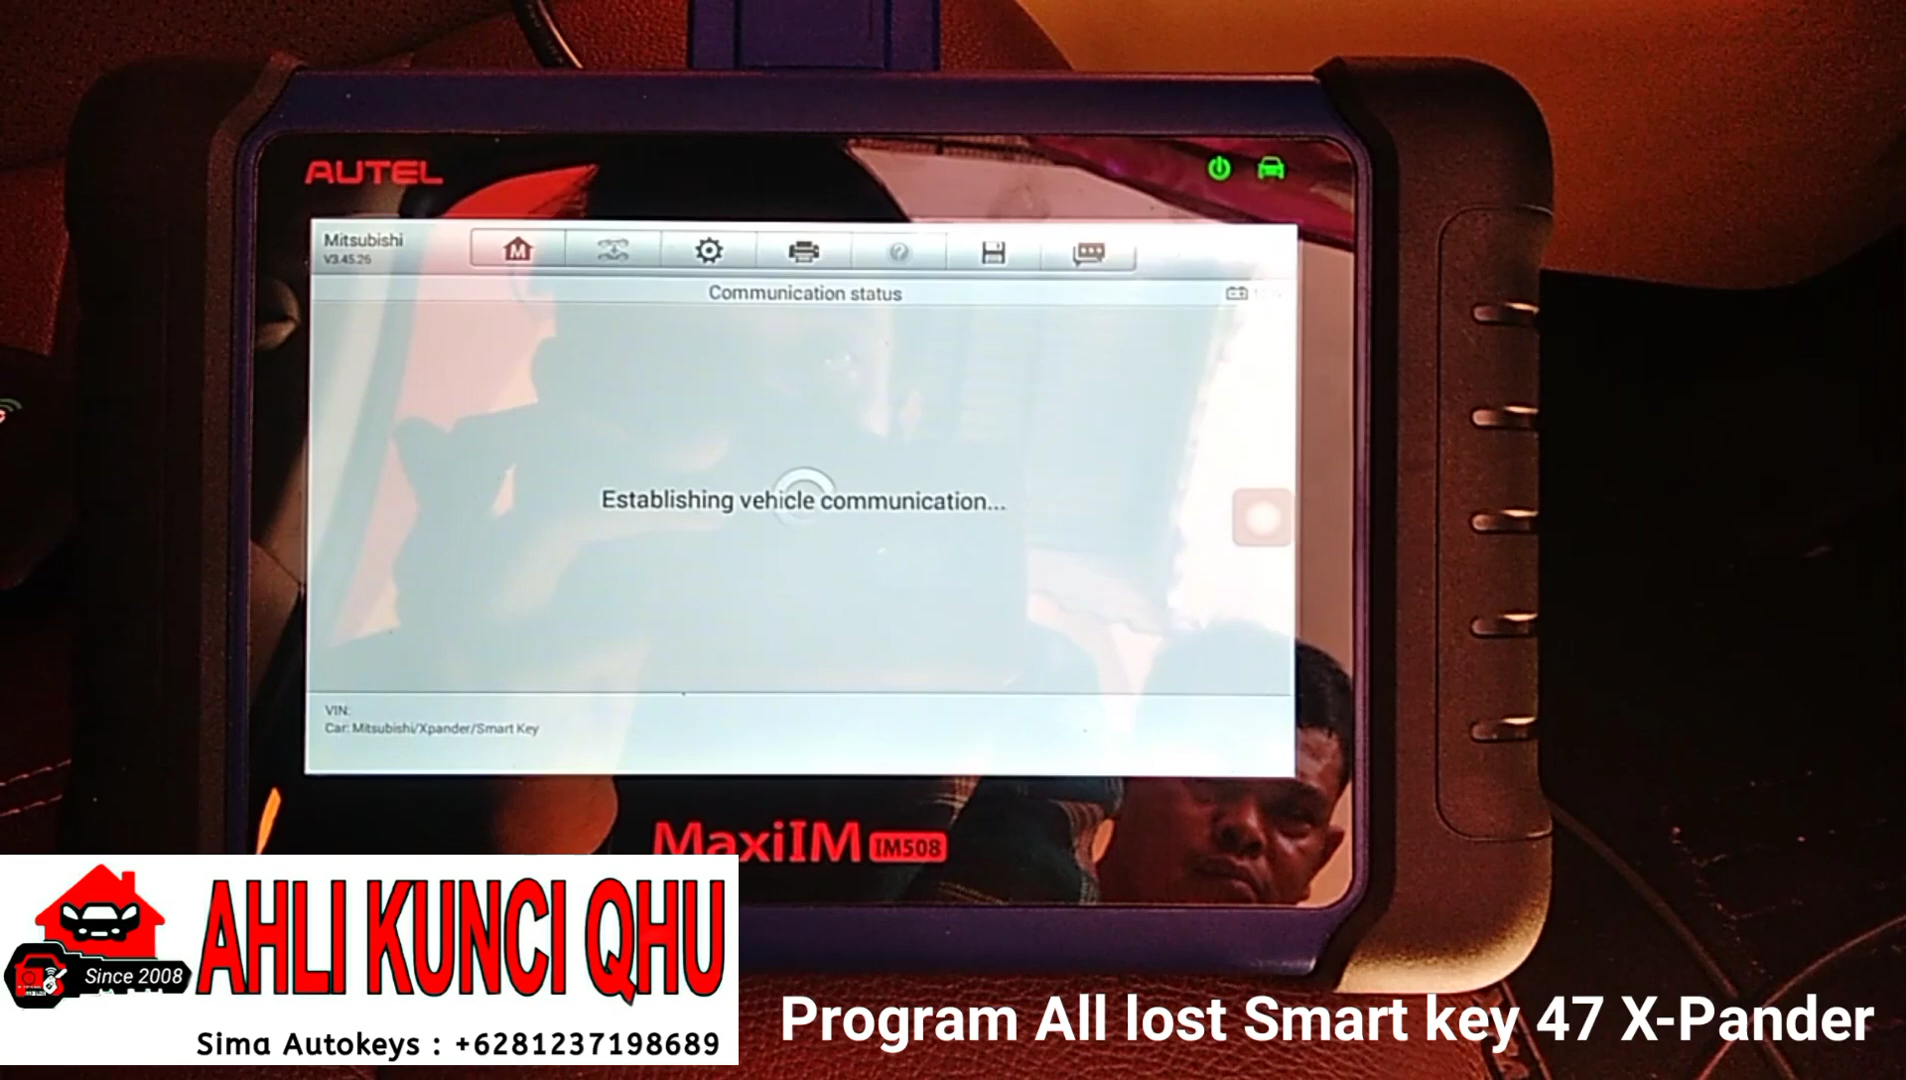 AUTEL
Mitsubishi
V3.45.26
M
Communication status
Establishing vehicle communication...
VIN:
Car: Mitsubishi/Xpander/Smart Key
MaxiIM IM508
AHLI KUNCI QHU
Since 2008
Sima Autokeys : +6281237198689
Program All lost Smart key 47 X-Pander